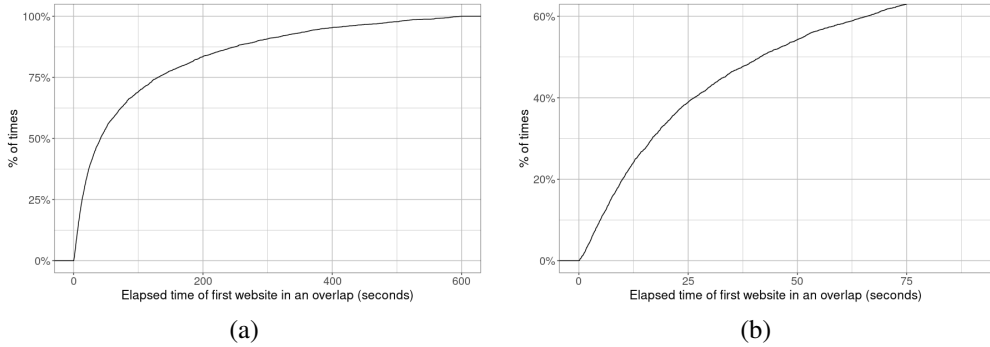 100%
75%
50%
25%
0%
% of times
0 200 400 600
Elapsed time of first website in an overlap (seconds)
(a)
60%
40%
20%
0%
% of times
0 25 50 75
Elapsed time of first website in an overlap (seconds)
(b)